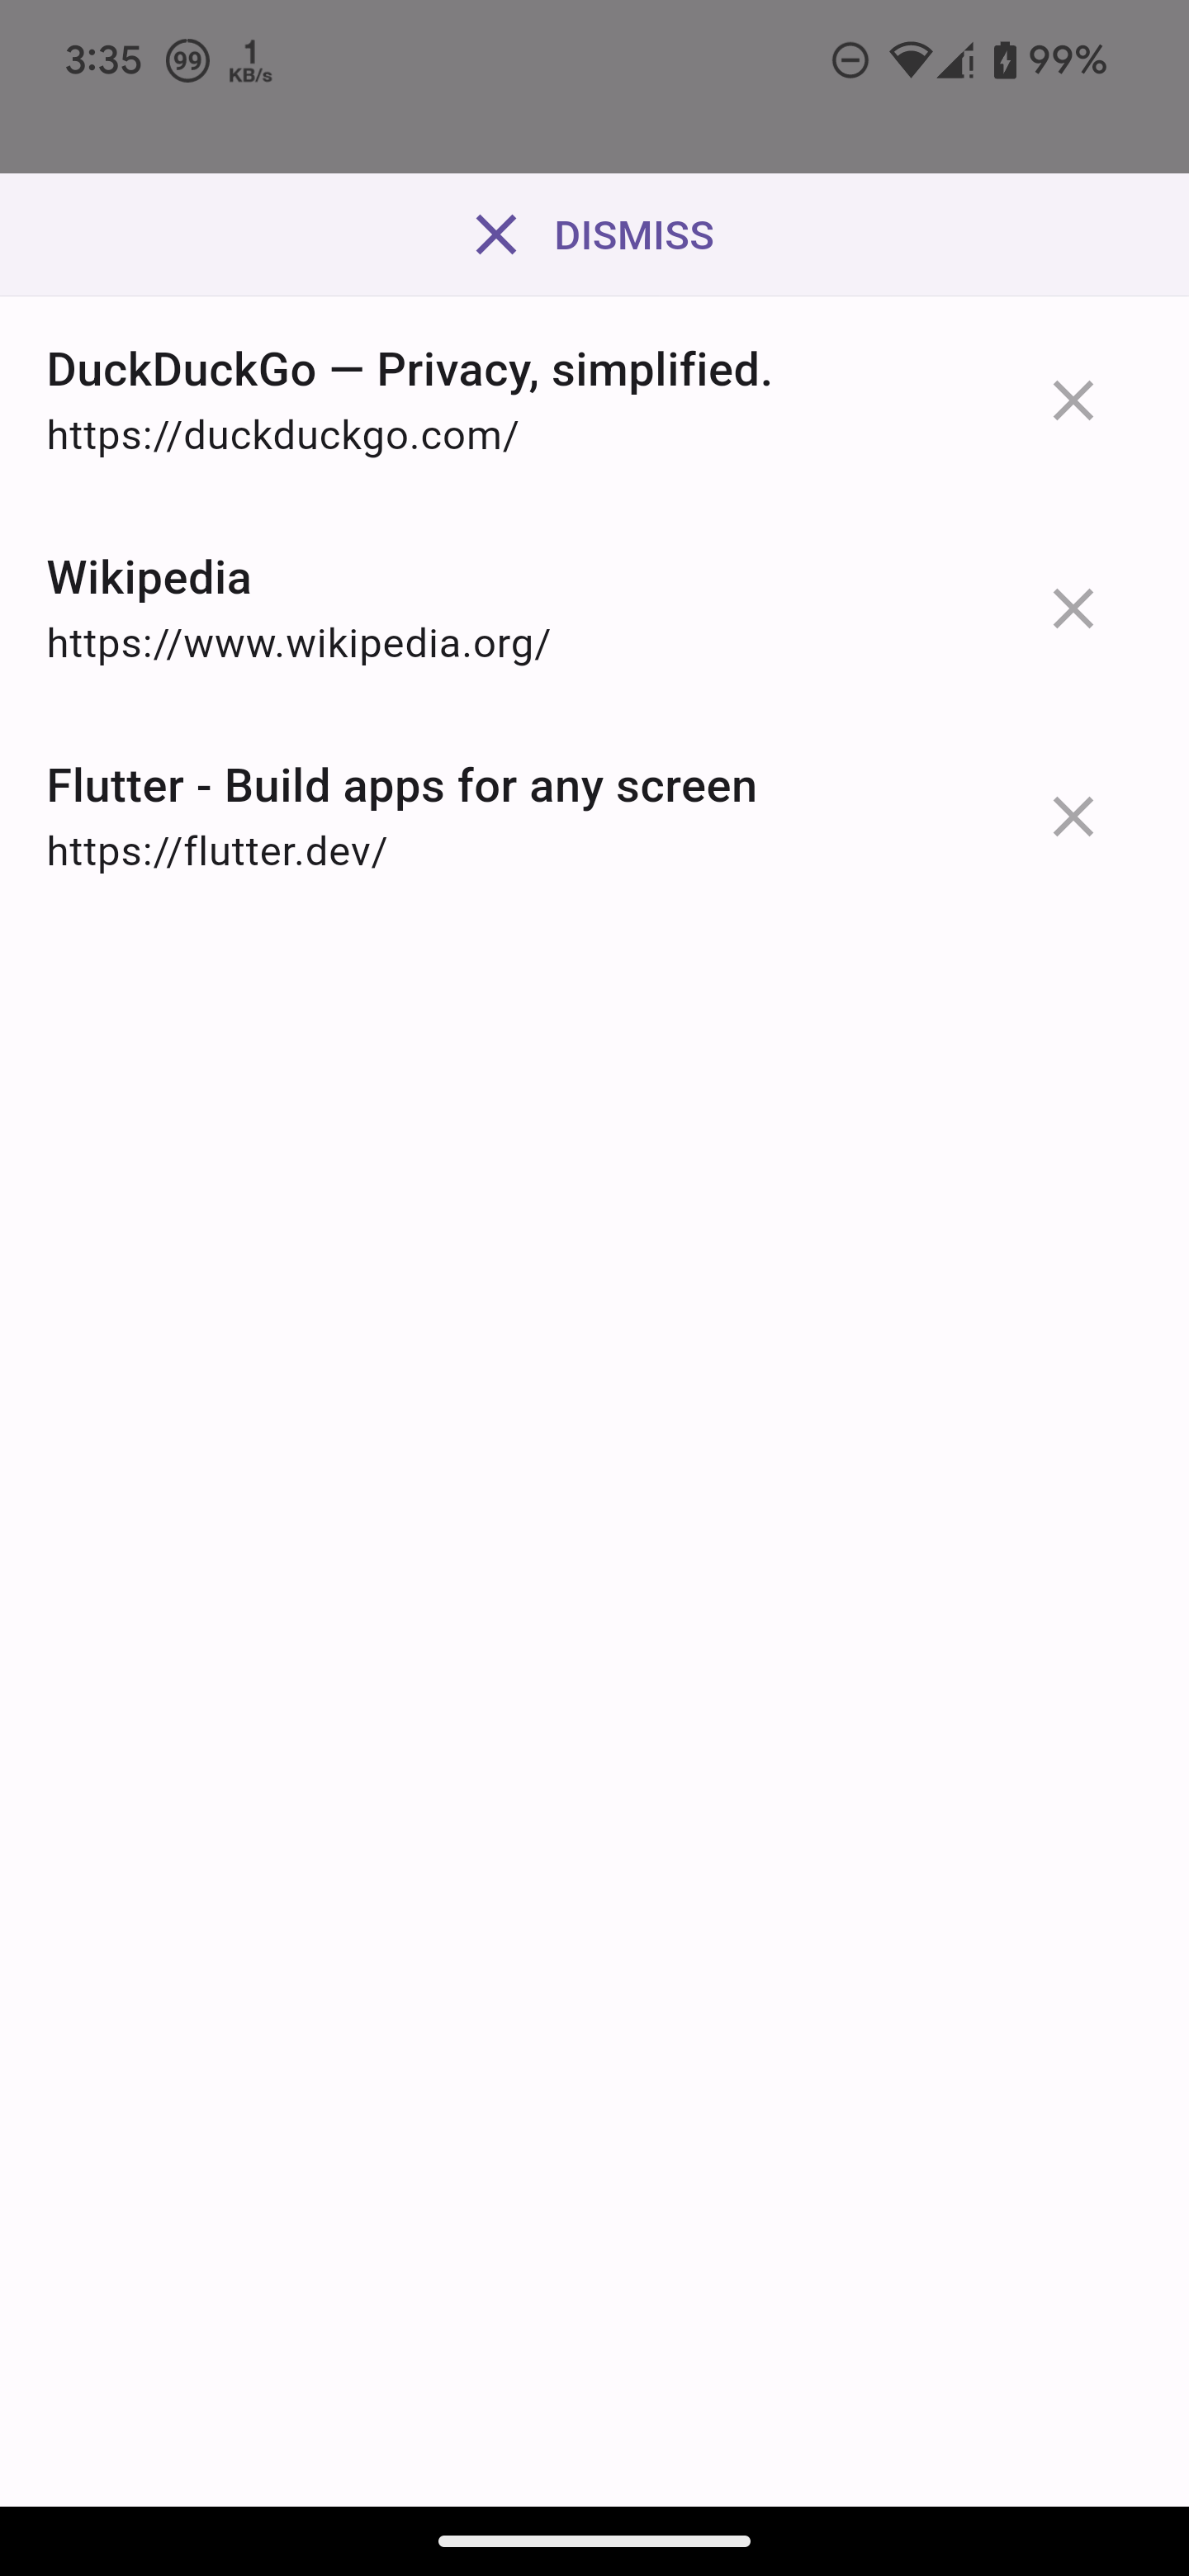 3:35 99 1 KB/s 99%
DISMISS
DuckDuckGo — Privacy, simplified.
https://duckduckgo.com/
Wikipedia
https://www.wikipedia.org/
Flutter - Build apps for any screen
https://flutter.dev/